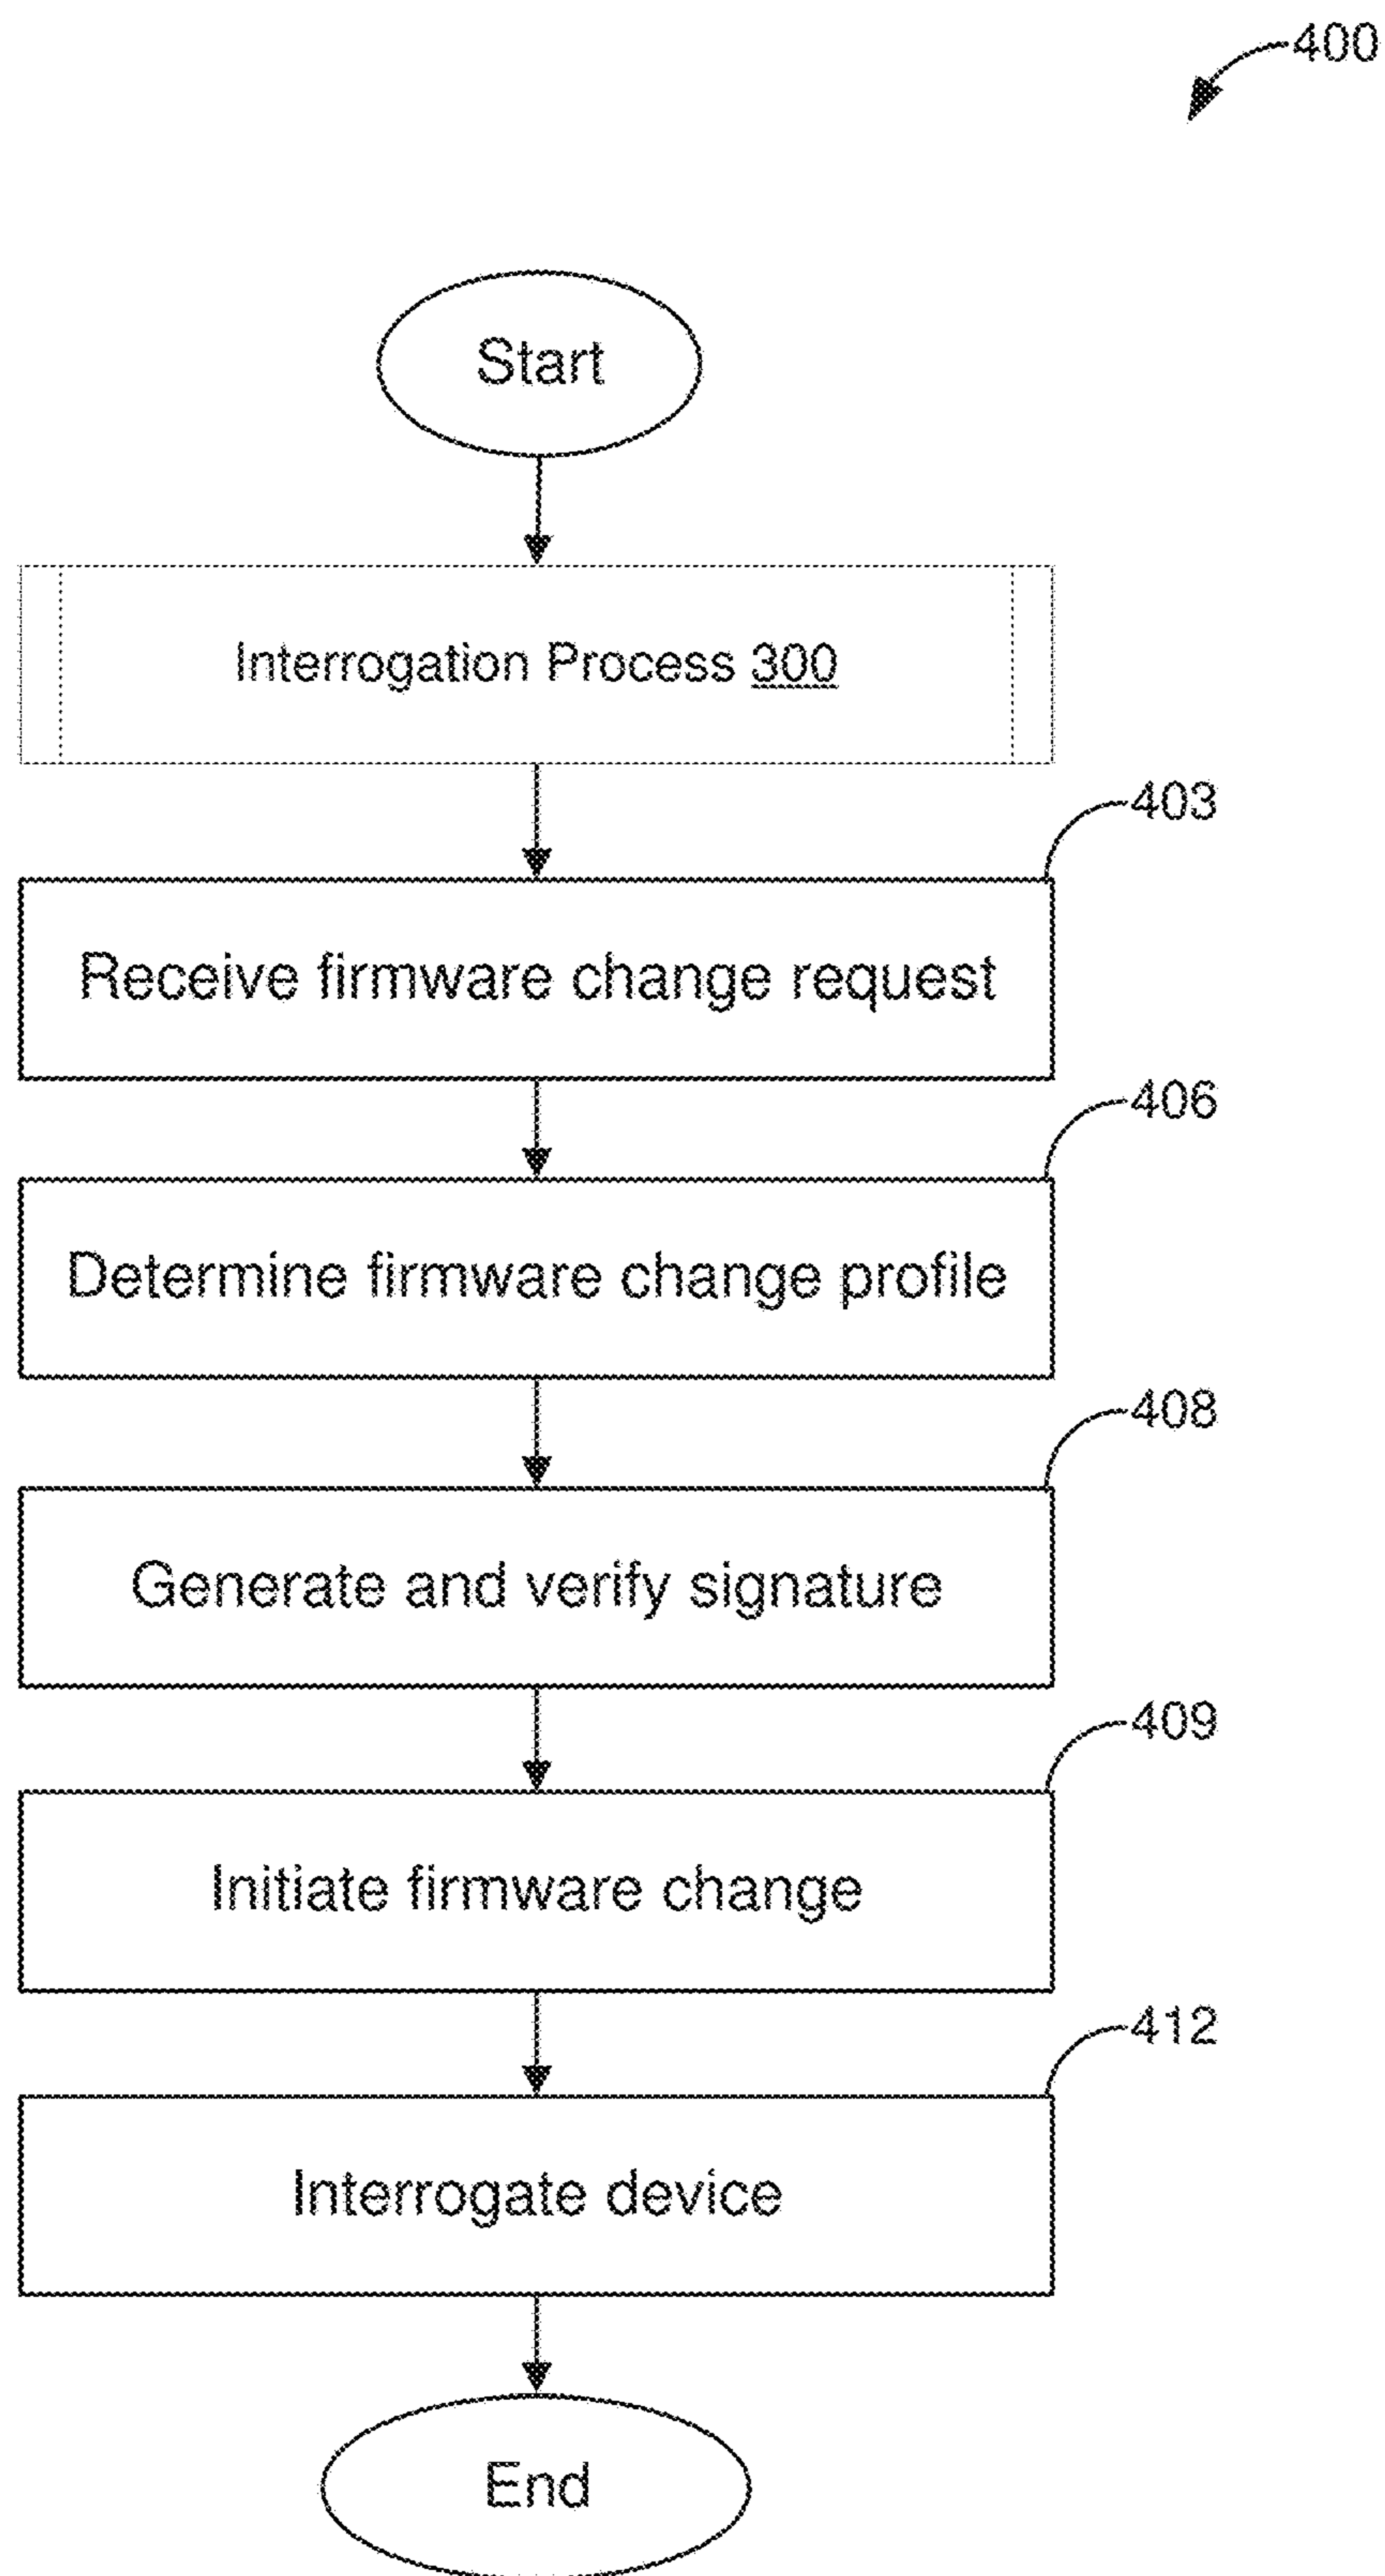 400
Start
Interrogation Process 300
403
Receive firmware change request
406
Determine firmware change profile
408
Generate and verify signature
409
Initiate firmware change
412
Interrogate device
End